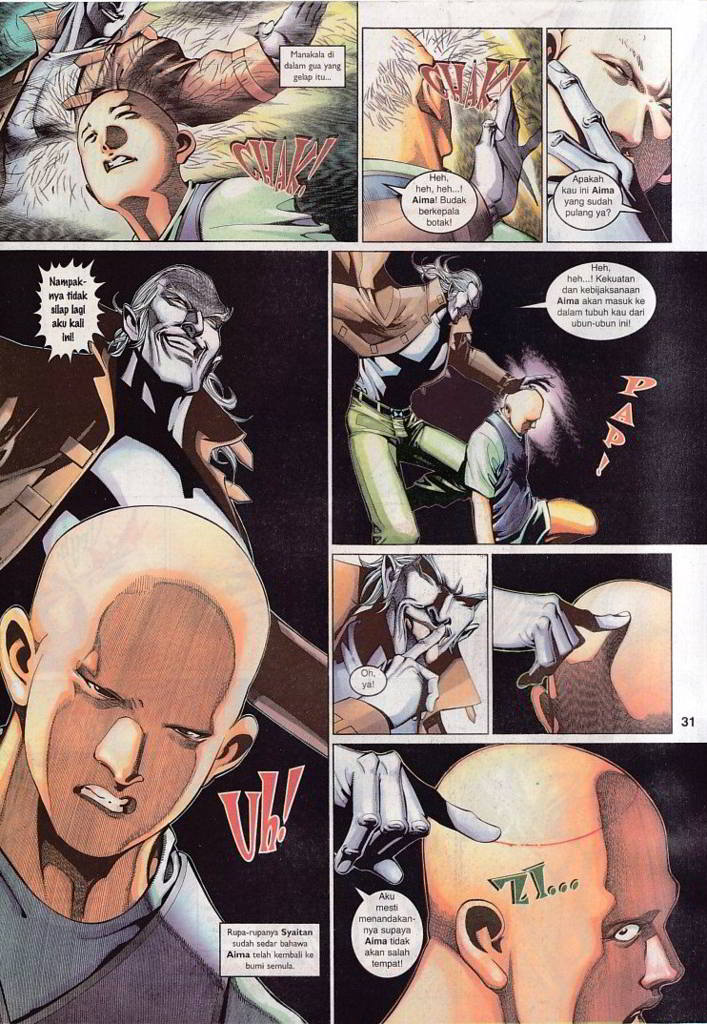 Manakala di
dalam gua yang
gelap itu...
CHAK!
CHAK!
Heh,
heh, heh...!
Aima! Budak
berkepala
botak!
Apakah
kau ini Aima
yang sudah
pulang ya?
Nampak-
nya tidak
silap lagi
aku kali
ini!
Uh!
Rupa-rupanya Syaitan
sudah sedar bahawa
Aima telah kembali ke
bumi semula.
Heh,
heh...! Kekuatan
dan kebijaksanaan
Aima akan masuk ke
dalam tubuh kau dari
ubun-ubun ini!
PAP!
Oh,
ya!
31
ZI...
Aku
mesti
menandakan-
nya supaya
Aima tidak
akan salah
tempat!